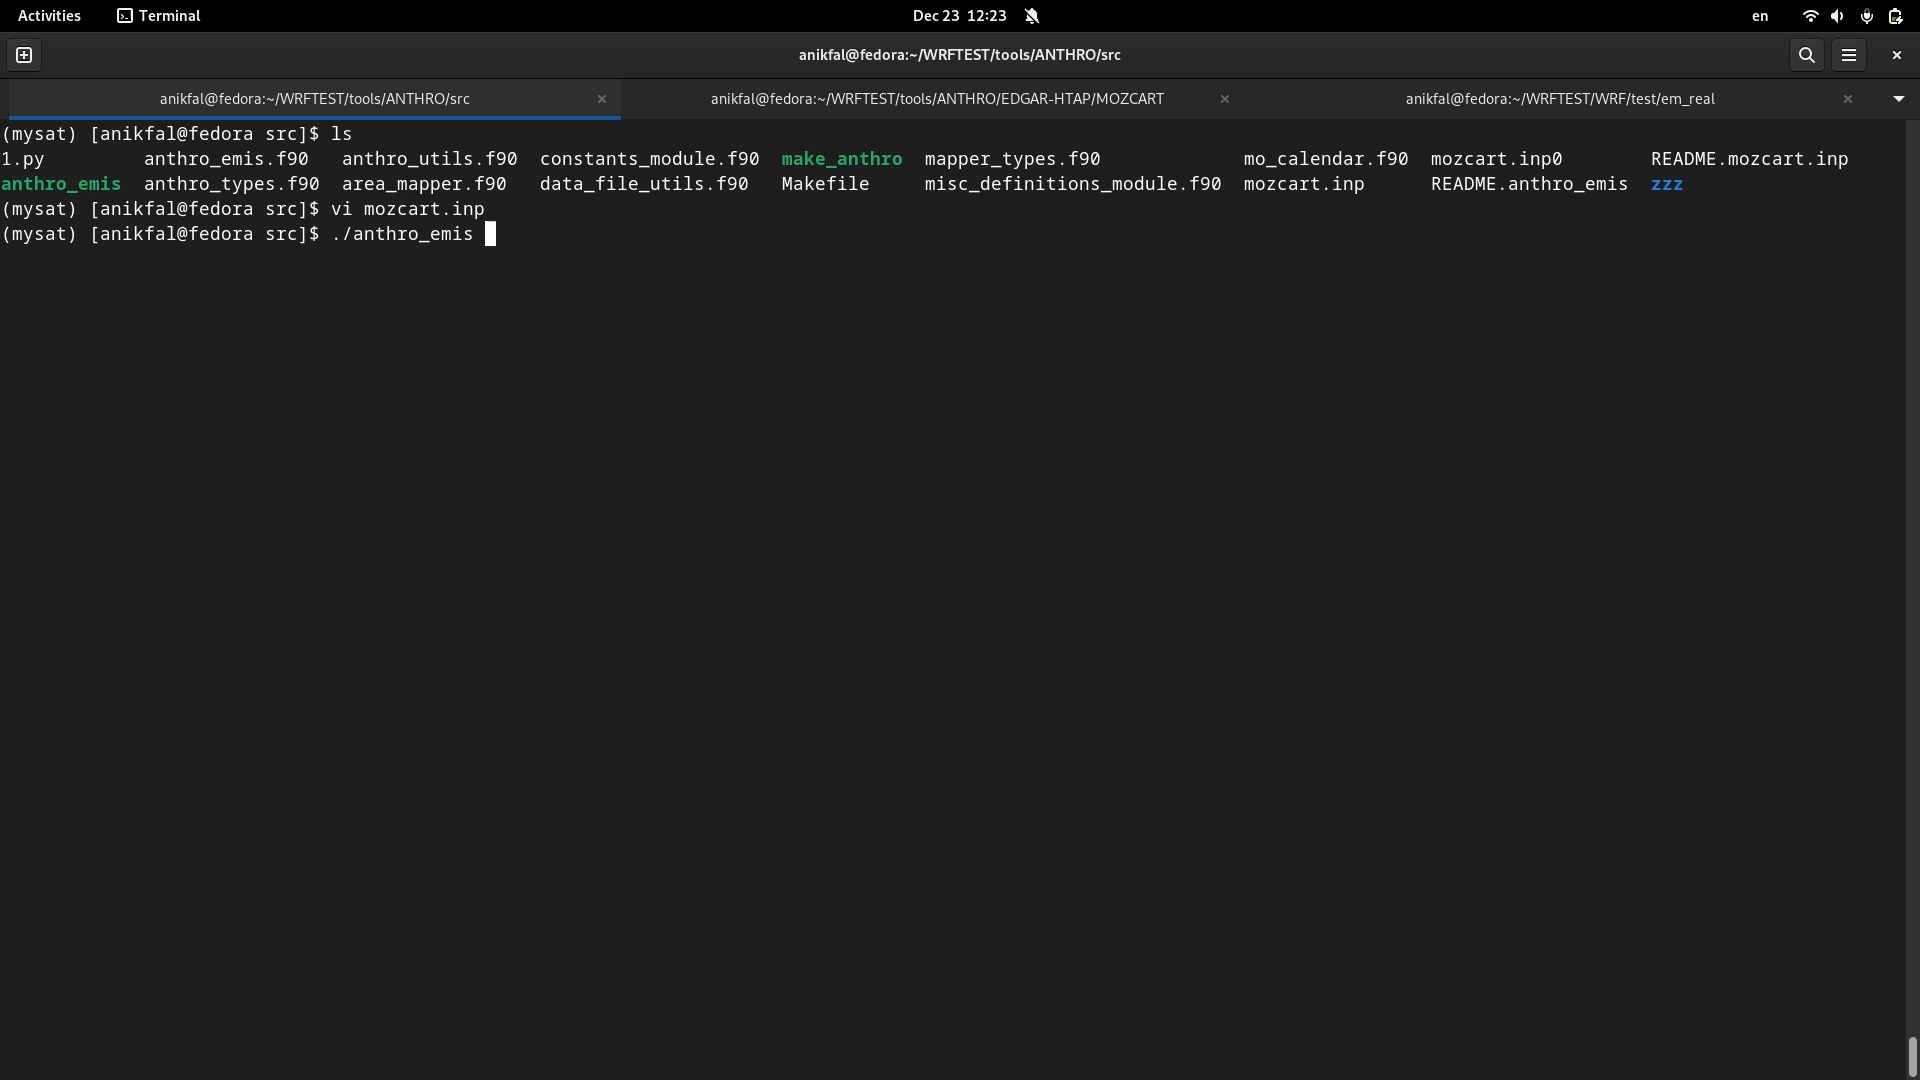 Activities Terminal Dec 23 12:23 en
anikfal@fedora:~/WRFTEST/tools/ANTHRO/src
anikfal@fedora:~/WRFTEST/tools/ANTHRO/src anikfal@fedora:~/WRFTEST/tools/ANTHRO/EDGAR-HTAP/MOZCART anikfal@fedora:~/WRFTEST/WRF/test/em_real
(mysat) [anikfal@fedora src]$ ls
1.py anthro_emis.f90 anthro_utils.f90 constants_module.f90 make_anthro mapper_types.f90 mo_calendar.f90 mozcart.inp0 README.mozcart.inp
anthro_emis anthro_types.f90 area_mapper.f90 data_file_utils.f90 Makefile misc_definitions_module.f90 mozcart.inp README.anthro_emis zzz
(mysat) [anikfal@fedora src]$ vi mozcart.inp
(mysat) [anikfal@fedora src]$ ./anthro_emis